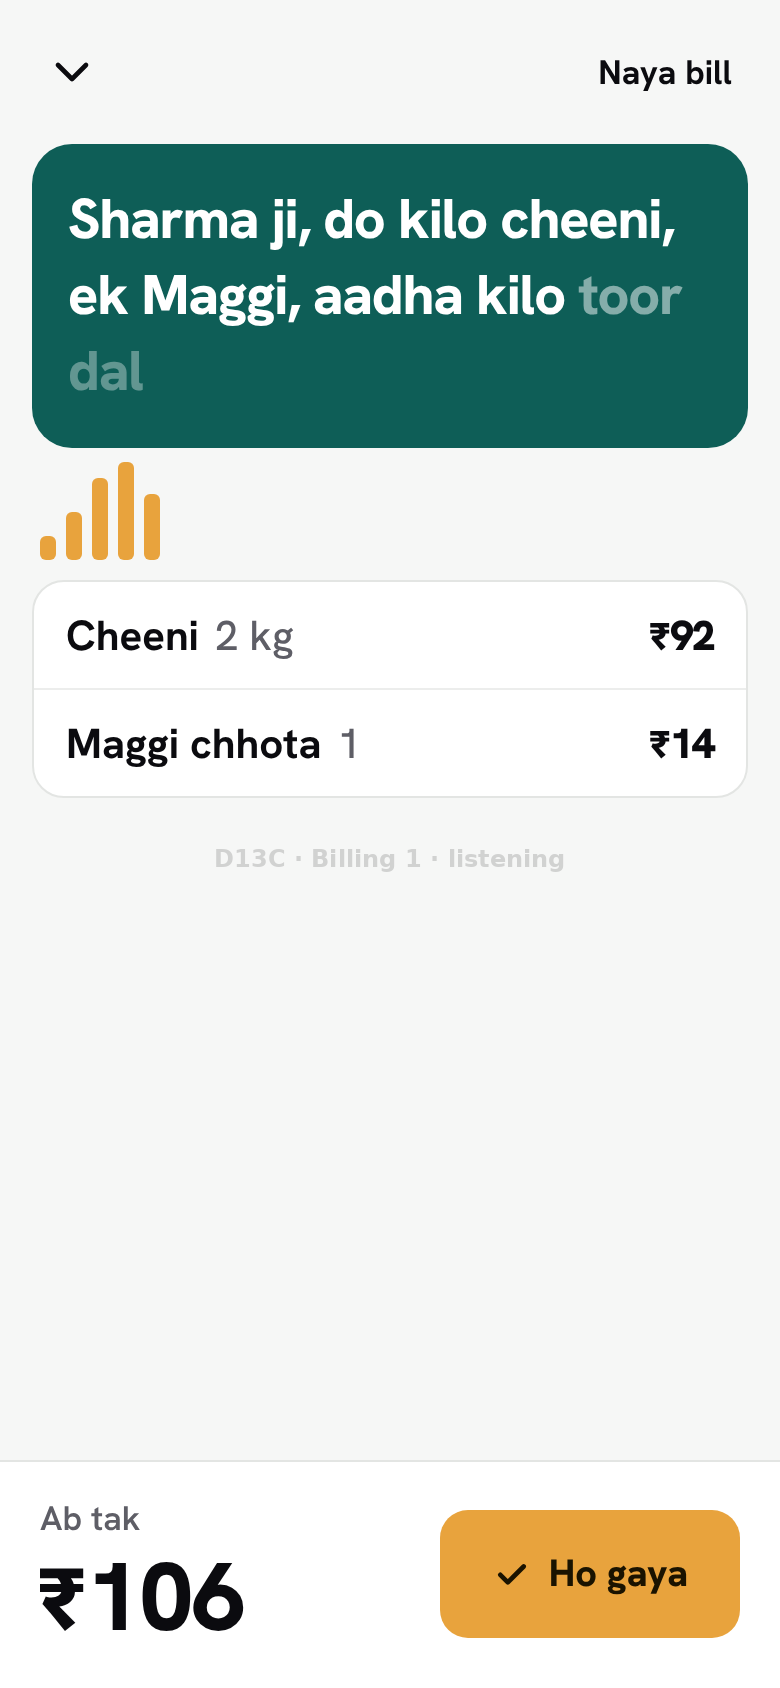 Naya bill
Sharma ji, do kilo cheeni,
ek Maggi, aadha kilo toor
dal
Cheeni 2 kg ₹92
Maggi chhota 1 ₹14
D13C · Billing 1 · listening
Ab tak
₹106
Ho gaya